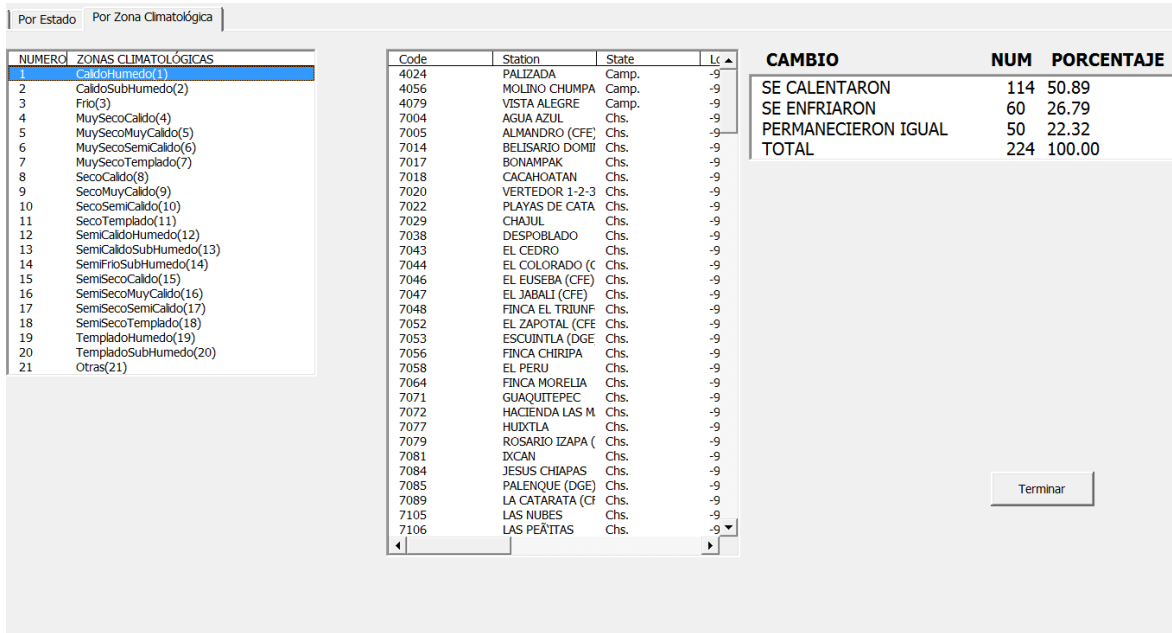 Por Estado Por Zona Climatológica
NUMERO ZONAS CLIMATOLÓGICAS
1 CalidoHumedo(1)
2 CalidoSubHumedo(2)
3 Frio(3)
4 MuySecoCalido(4)
5 MuySecoMuyCalido(5)
6 MuySecoSemiCalido(6)
7 MuySecoTemplado(7)
8 SecoCalido(8)
9 SecoMuyCalido(9)
10 SecoSemiCalido(10)
11 SecoTemplado(11)
12 SemiCalidoHumedo(12)
13 SemiCalidoSubHumedo(13)
14 SemiFrioSubHumedo(14)
15 SemiSecoCalido(15)
16 SemiSecoMuyCalido(16)
17 SemiSecoSemiCalido(17)
18 SemiSecoTemplado(18)
19 TempladoHumedo(19)
20 TempladoSubHumedo(20)
21 Otras(21)
Code Station State
4024 PALIZADA Camp. -9
4056 MOLINO CHUMPA Camp. -9
4079 VISTA ALEGRE Camp. -9
7004 AGUA AZUL Chs. -9
7005 ALMANDRO (CFE) Chs. -9
7014 BELISARIO DOMI Chs. -9
7017 BONAMPAK Chs. -9
7018 CACAHOATAN Chs. -9
7020 VERTEDOR 1-2-3 Chs. -9
7022 PLAYAS DE CATA Chs. -9
7029 CHAJUL Chs. -9
7038 DESPOBLADO Chs. -9
7043 EL CEDRO Chs. -9
7044 EL COLORADO (C Chs. -9
7046 EL EUSEBA (CFE) Chs. -9
7047 EL JABALI (CFE) Chs. -9
7048 FINCA EL TRIUNF Chs. -9
7052 EL ZAPOTAL (CFE Chs. -9
7053 ESCUINTLA (DGE Chs. -9
7056 FINCA CHIRIPA Chs. -9
7058 EL PERU Chs. -9
7064 FINCA MORELIA Chs. -9
7071 GUAQUITEPEC Chs. -9
7072 HACIENDA LAS M Chs. -9
7077 HUIXTLA Chs. -9
7079 ROSARIO IZAPA ( Chs. -9
7081 IXCAN Chs. -9
7084 JESUS CHIAPAS Chs. -9
7085 PALENQUE (DGE) Chs. -9
7089 LA CATARATA (CF Chs. -9
7105 LAS NUBES Chs. -9
7106 LAS PEÃ'ITAS Chs. -9
CAMBIO NUM PORCENTAJE
SE CALENTARON 114 50.89
SE ENFRIARON 60 26.79
PERMANECIERON IGUAL 50 22.32
TOTAL 224 100.00
Terminar